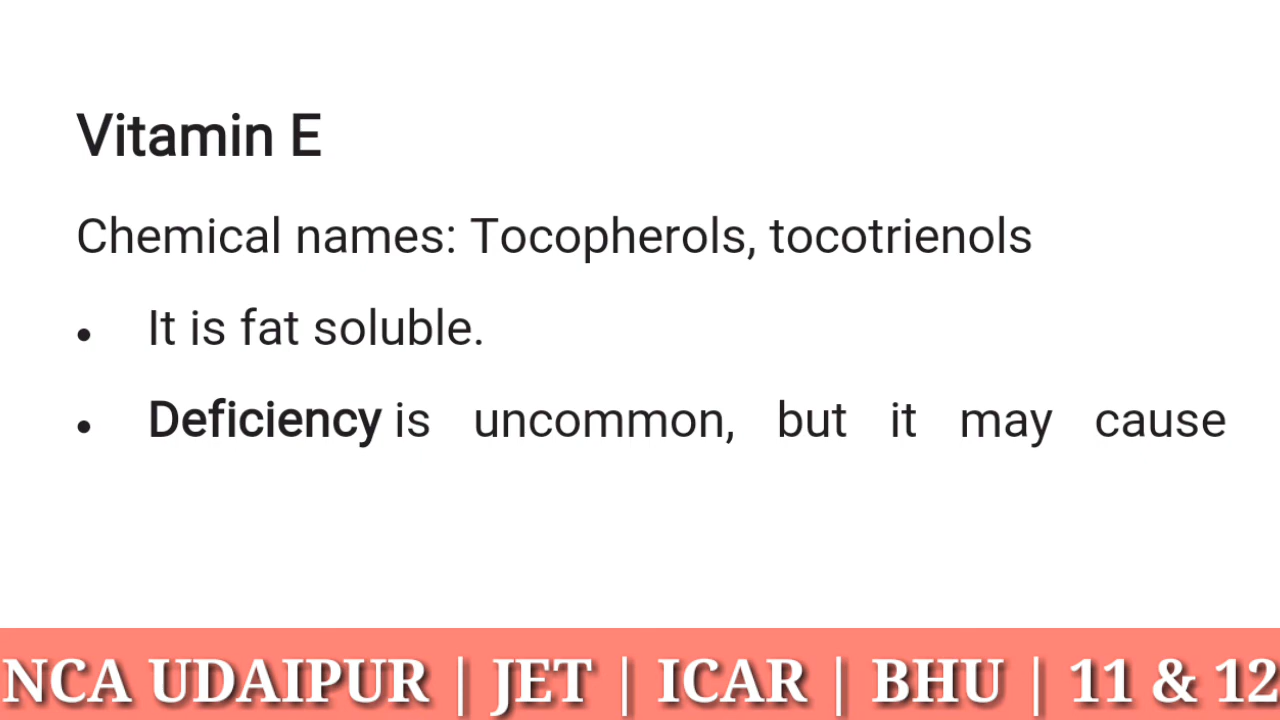 Vitamin E
Chemical names: Tocopherols, tocotrienols
• It is fat soluble.
• Deficiency is uncommon, but it may cause
NCA UDAIPUR | JET | ICAR | BHU | 11 & 12